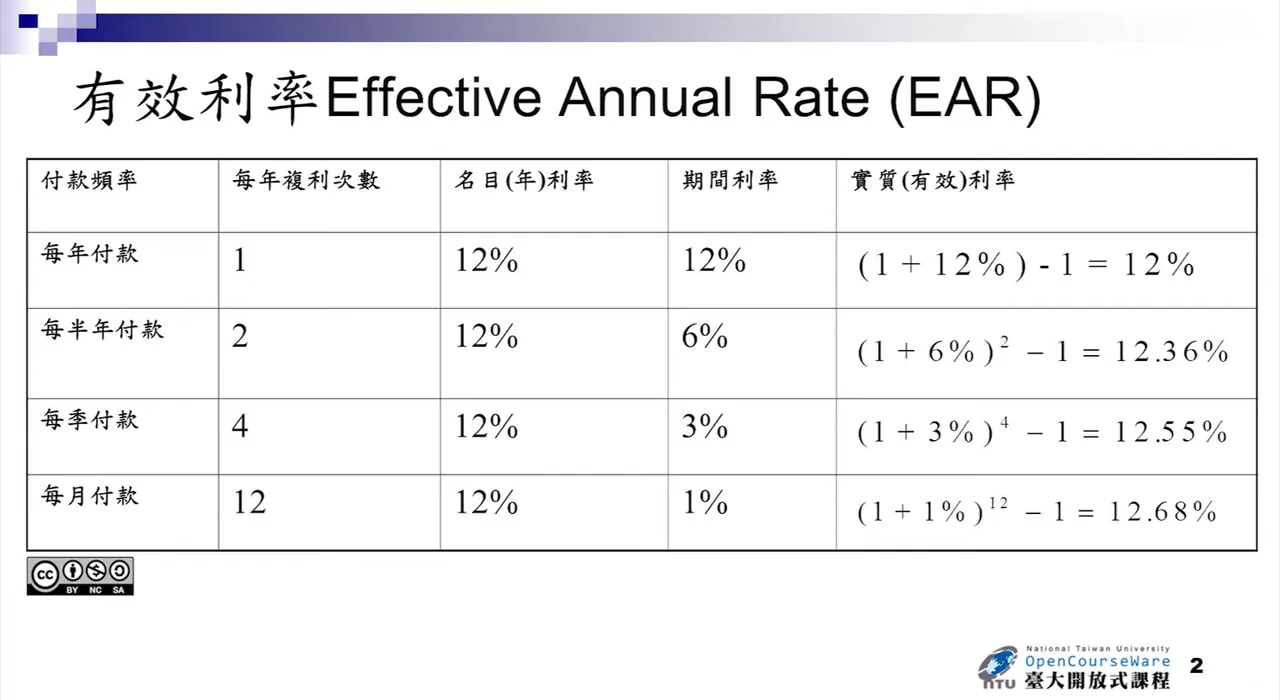 有效利率Effective Annual Rate (EAR)
付款頻率 每年複利次數 名目(年)利率 期間利率 實質(有效)利率
每年付款 1 12% 12% (1 + 12%) - 1 = 12%
每半年付款 2 12% 6% (1 + 6%)² − 1 = 12.36%
每季付款 4 12% 3% (1 + 3%)⁴ − 1 = 12.55%
每月付款 12 12% 1% (1 + 1%)¹² − 1 = 12.68%
cc BY NC SA
National Taiwan University
OpenCourseWare
NTU 臺大開放式課程
2